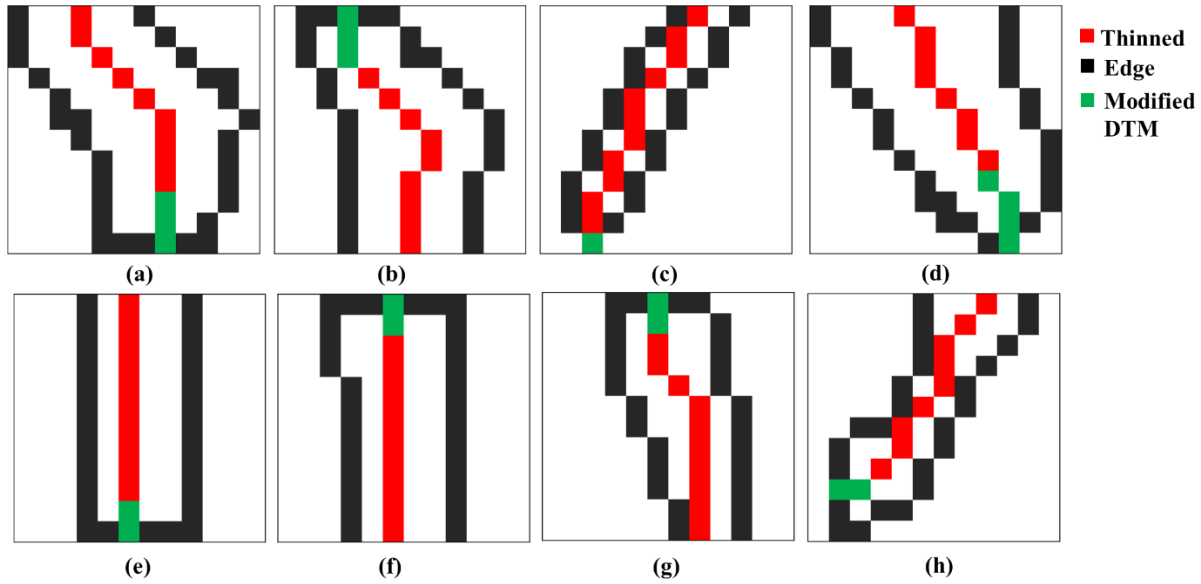 Thinned
Edge
Modified
DTM
(a)
(b)
(c)
(d)
(e)
(f)
(g)
(h)